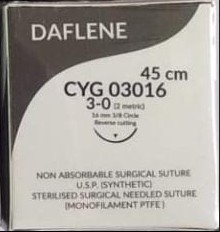 DAFLENE
45 cm
CYG 03016
3-0 (2 metric)
16 mm 3/8 Circle
Reverse cutting
NON ABSORBABLE SURGICAL SUTURE
U.S.P. (SYNTHETIC)
STERILISED SURGICAL NEEDLED SUTURE
(MONOFILAMENT PTFE )